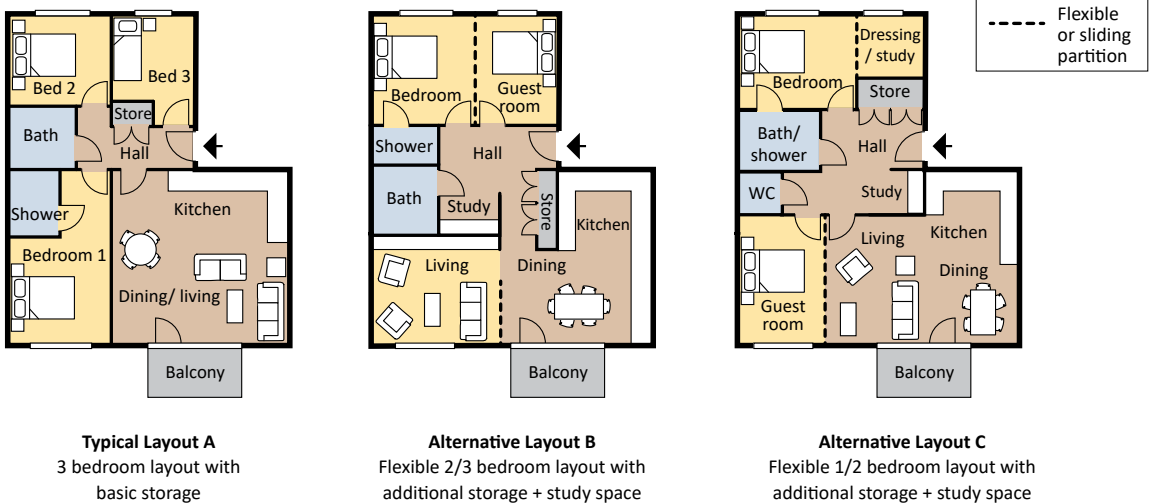 Bed 2
Bed 3
Store
Bath
Hall
Shower
Kitchen
Bedroom 1
Dining/ living
Balcony
Typical Layout A
3 bedroom layout with
basic storage
Bedroom
Guest
room
Shower
Hall
Bath
Study
Store
Kitchen
Living
Dining
Balcony
Alternative Layout B
Flexible 2/3 bedroom layout with
additional storage + study space
Dressing
/ study
Bedroom
Store
Bath/
shower
Hall
WC
Study
Living
Kitchen
Dining
Guest
room
Balcony
Alternative Layout C
Flexible 1/2 bedroom layout with
additional storage + study space
Flexible
or sliding
partition